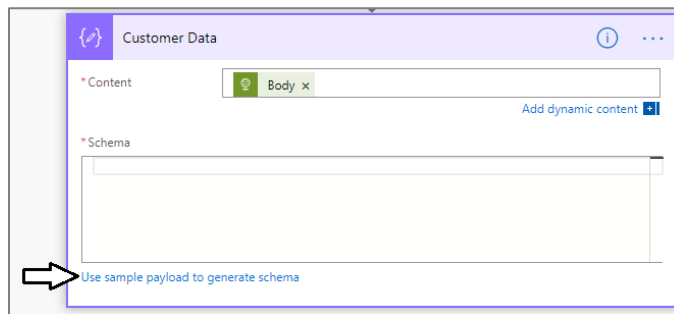 Customer Data
* Content
Body ×
Add dynamic content
* Schema
Use sample payload to generate schema